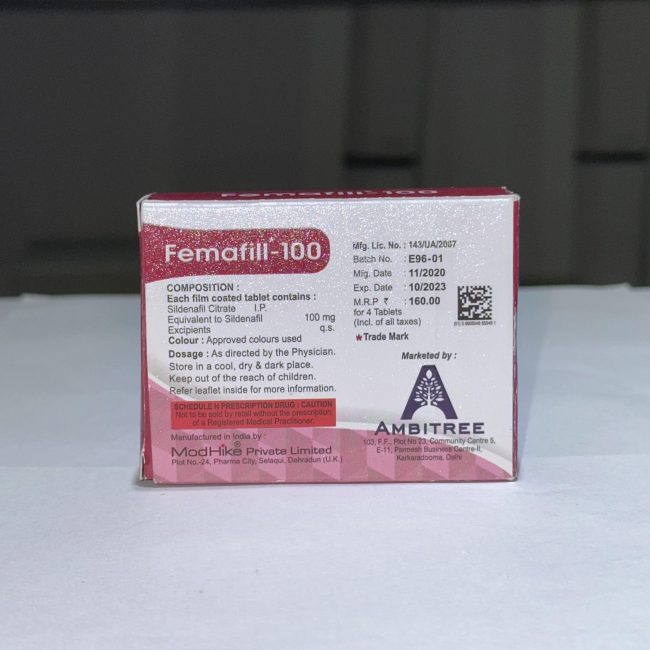 Femafill-100
Femafill®-100
COMPOSITION :
Each film coated tablet contains :
Sildenafil Citrate I.P.
Equivalent to Sildenafil 100 mg
Excipients q.s.
Colour : Approved colours used
Dosage : As directed by the Physician.
Store in a cool, dry & dark place.
Keep out of the reach of children.
Refer leaflet inside for more information.
SCHEDULE H PRESCRIPTION DRUG : CAUTION
Not to be sold by retail without the prescription
of a Registered Medical Practitioner.
Manufactured in India by :
ModHike® Private Limited
Plot No.-24, Pharma City, Selaqui, Dehradun (U.K.)
Mfg. Lic. No. : 143/UA/2007
Batch No. : E96-01
Mfg. Date : 11/2020
Exp. Date : 10/2023
M.R.P ₹ : 160.00
for 4 Tablets
(Incl. of all taxes)
*Trade Mark
Marketed by :
AMBITREE
103, F.F., Plot No 23, Community Centre 5,
E-11, Parmesh Business Centre-II,
Karkardooma, Delhi